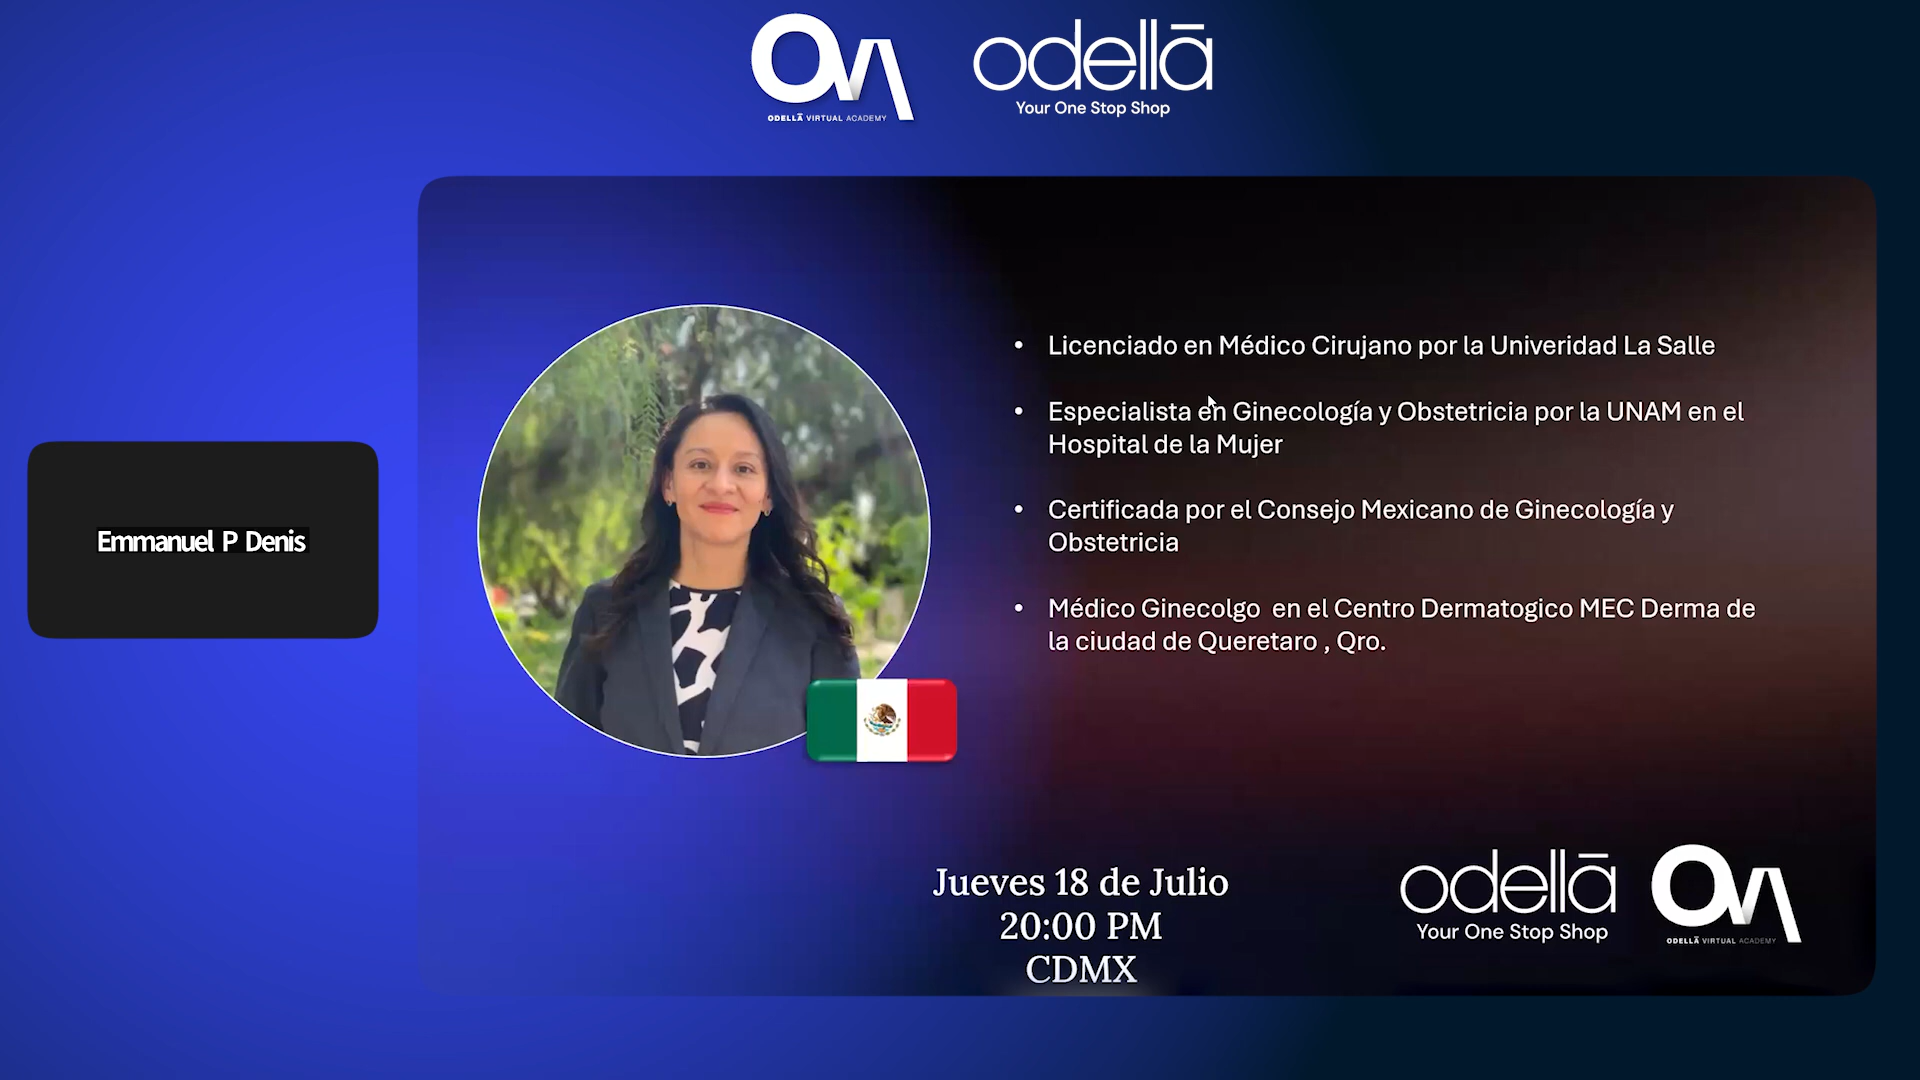 OVA
ODELLĀ VIRTUAL ACADEMY
odellā
Your One Stop Shop
Emmanuel P Denis
• Licenciado en Médico Cirujano por la Univeridad La Salle
• Especialista en Ginecología y Obstetricia por la UNAM en el
Hospital de la Mujer
• Certificada por el Consejo Mexicano de Ginecología y
Obstetricia
• Médico Ginecolgo  en el Centro Dermatogico MEC Derma de
la ciudad de Queretaro , Qro.
Jueves 18 de Julio
20:00 PM
CDMX
odellā
Your One Stop Shop
OVA
ODELLĀ VIRTUAL ACADEMY